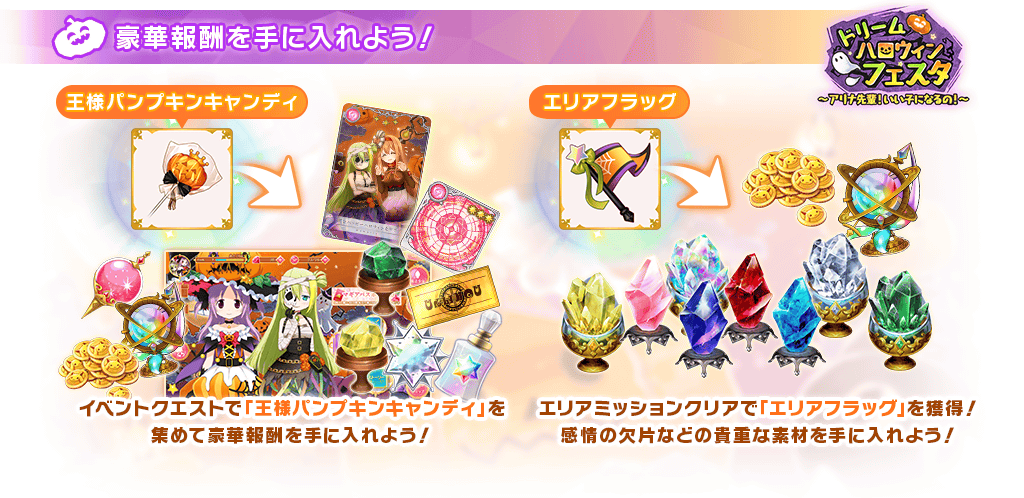 豪華報酬を手に入れよう!
ドリーム
ハロウィン
フェスタ
～アリナ先輩!いい子になるの!～
王様パンプキンキャンディ
エリアフラッグ
イベントクエストで「王様パンプキンキャンディ」を
集めて豪華報酬を手に入れよう!
エリアミッションクリアで「エリアフラッグ」を獲得!
感情の欠片などの貴重な素材を手に入れよう!